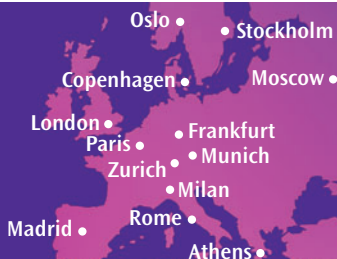 Oslo
Stockholm
Copenhagen
Moscow
London
Frankfurt
Paris
Munich
Zurich
Milan
Rome
Madrid
Athens